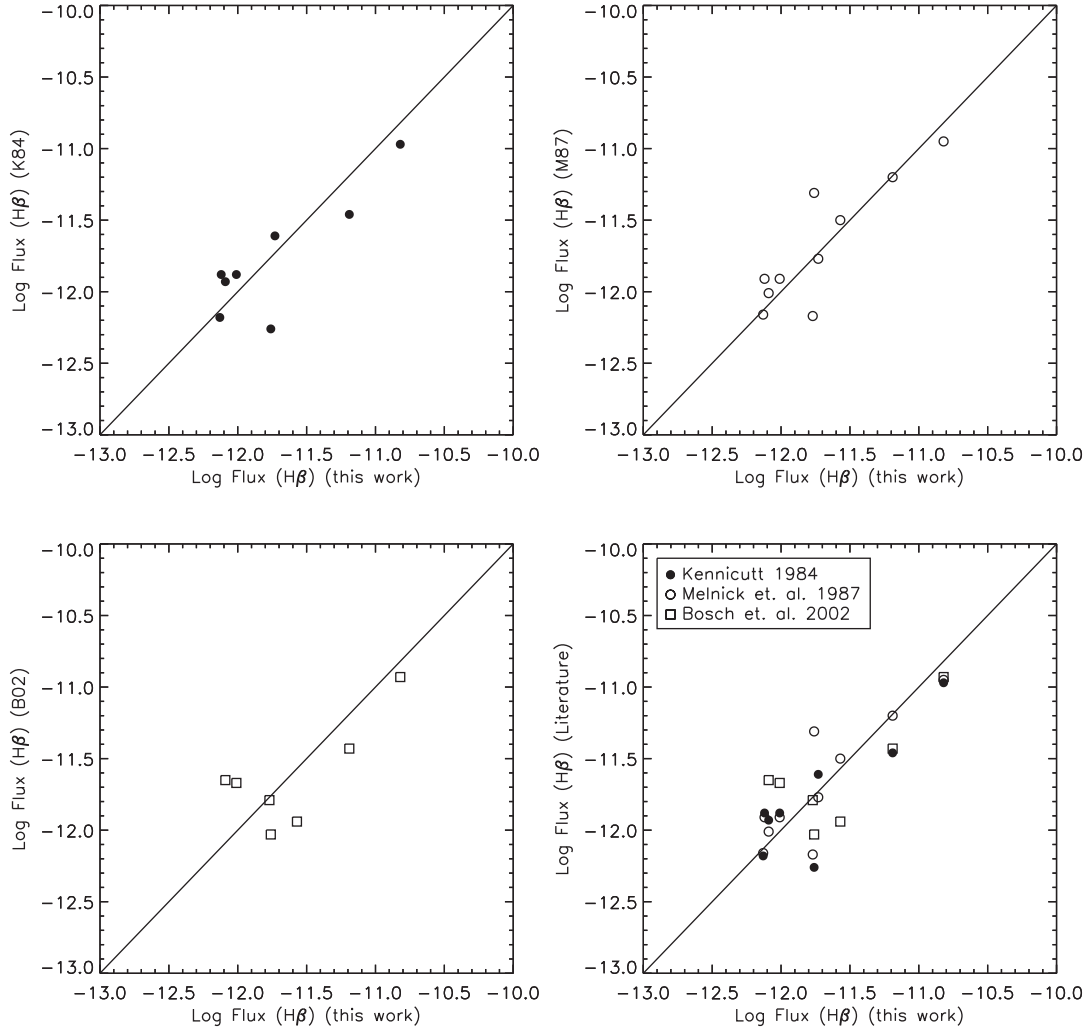 −10.0
−10.5
−11.0
−11.5
−12.0
−12.5
−13.0
Log Flux (Hβ) (K84)
−13.0 −12.5 −12.0 −11.5 −11.0 −10.5 −10.0
Log Flux (Hβ) (this work)
−10.0
−10.5
−11.0
−11.5
−12.0
−12.5
−13.0
Log Flux (Hβ) (M87)
−13.0 −12.5 −12.0 −11.5 −11.0 −10.5 −10.0
Log Flux (Hβ) (this work)
−10.0
−10.5
−11.0
−11.5
−12.0
−12.5
−13.0
Log Flux (Hβ) (B02)
−13.0 −12.5 −12.0 −11.5 −11.0 −10.5 −10.0
Log Flux (Hβ) (this work)
−10.0
−10.5
−11.0
−11.5
−12.0
−12.5
−13.0
Log Flux (Hβ) (Literature)
Kennicutt 1984
Melnick et. al. 1987
Bosch et. al. 2002
−13.0 −12.5 −12.0 −11.5 −11.0 −10.5 −10.0
Log Flux (Hβ) (this work)